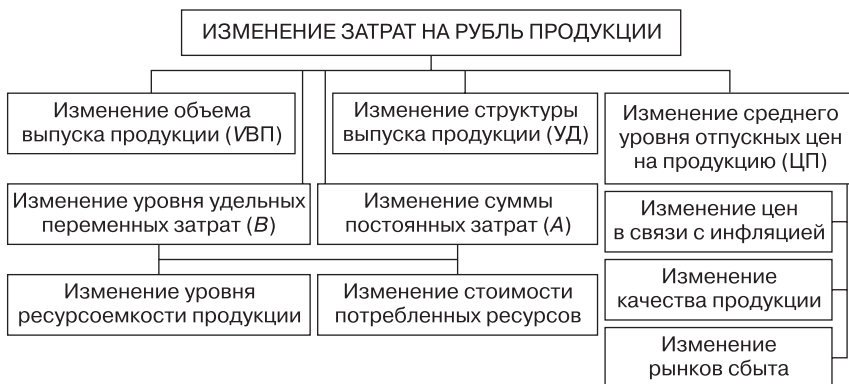 ИЗМЕНЕНИЕ ЗАТРАТ НА РУБЛЬ ПРОДУКЦИИ
Изменение объема
выпуска продукции (VВП)
Изменение структуры
выпуска продукции (УД)
Изменение среднего
уровня отпускных цен
на продукцию (ЦП)
Изменение уровня удельных
переменных затрат (В)
Изменение суммы
постоянных затрат (А)
Изменение цен
в связи с инфляцией
Изменение уровня
ресурсоемкости продукции
Изменение стоимости
потребленных ресурсов
Изменение
качества продукции
Изменение
рынков сбыта